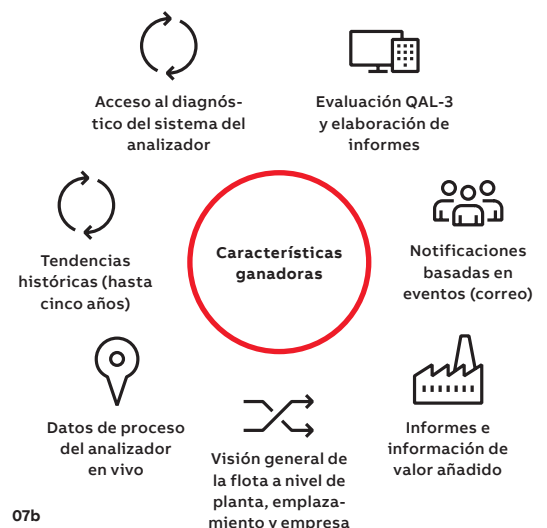 Acceso al diagnós-
tico del sistema del
analizador
Evaluación QAL-3
y elaboración de
informes
Características
ganadoras
Tendencias
históricas (hasta
cinco años)
Notificaciones
basadas en
eventos (correo)
Datos de proceso
del analizador
en vivo
Visión general de
la flota a nivel de
planta, emplaza-
miento y empresa
Informes e
información de
valor añadido
07b